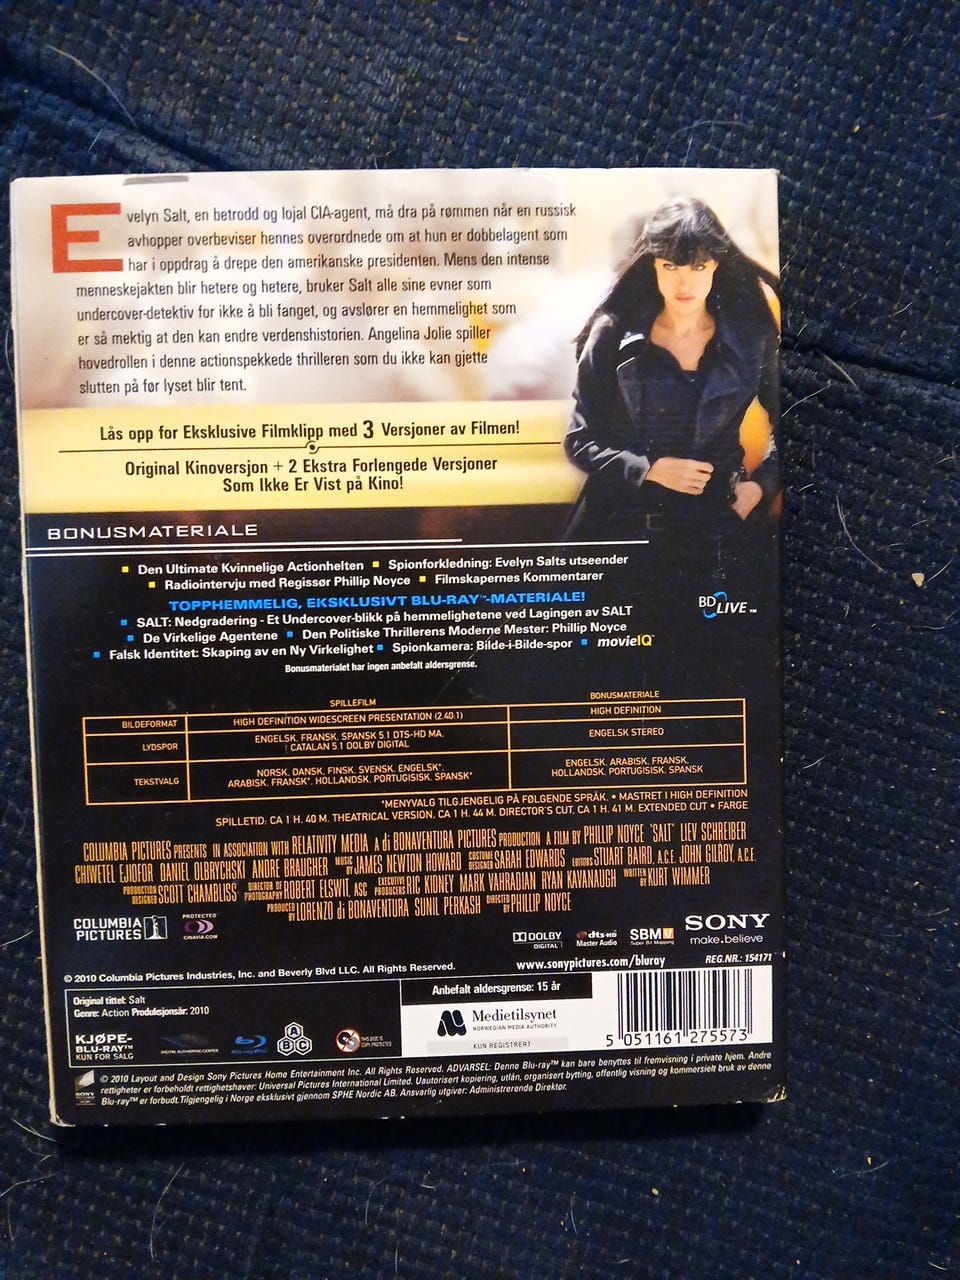 Evelyn Salt, en betrodd og lojal CIA-agent, må dra på rømmen når en russisk
avhopper overbeviser hennes overordnede om at hun er dobbelagent som
har i oppdrag å drepe den amerikanske presidenten. Mens den intense
menneskejakten blir hetere og hetere, bruker Salt alle sine evner som
undercover-detektiv for ikke å bli fanget, og avslører en hemmelighet som
er så mektig at den kan endre verdenshistorien. Angelina Jolie spiller
hovedrollen i denne actionspekkede thrilleren som du ikke kan gjette
slutten på før lyset blir tent.
Lås opp for Eksklusive Filmklipp med 3 Versjoner av Filmen!
Original Kinoversjon + 2 Ekstra Forlengede Versjoner
Som Ikke Er Vist på Kino!
BONUSMATERIALE
Den Ultimate Kvinnelige Actionhelten ▪ Spionforkledning: Evelyn Salts utseender
▪ Radiointervju med Regissør Phillip Noyce ▪ Filmskapernes Kommentarer
TOPPHEMMELIG, EKSKLUSIVT BLU-RAY™-MATERIALE!
▪ SALT: Nedgradering - Et Undercover-blikk på hemmelighetene ved Lagingen av SALT
▪ De Virkelige Agentene ▪ Den Politiske Thrillerens Moderne Mester: Phillip Noyce
▪ Falsk Identitet: Skaping av en Ny Virkelighet ▪ Spionkamera: Bilde-i-Bilde-spor ▪ movieIQ™
Bonusmaterialet har ingen anbefalt aldersgrense.
BD LIVE™
SPILLEFILM BONUSMATERIALE
BILDEFORMAT HIGH DEFINITION WIDESCREEN PRESENTATION (2.40:1) HIGH DEFINITION
LYDSPOR ENGELSK, FRANSK, SPANSK 5.1 DTS-HD MA. ENGELSK STEREO
CATALAN 5.1 DOLBY DIGITAL
TEKSTVALG NORSK, DANSK, FINSK, SVENSK, ENGELSK*, ENGELSK, ARABISK, FRANSK,
ARABISK, FRANSK*, HOLLANDSK, PORTUGISISK, SPANSK* HOLLANDSK, PORTUGISISK, SPANSK
*MENYVALG TILGJENGELIG PÅ FØLGENDE SPRÅK. • MASTRET I HIGH DEFINITION
SPILLETID: CA 1 H. 40 M. THEATRICAL VERSION. CA 1 H. 44 M. DIRECTOR'S CUT. CA 1 H. 41 M. EXTENDED CUT • FARGE
COLUMBIA PICTURES PRESENTS IN ASSOCIATION WITH RELATIVITY MEDIA A di BONAVENTURA PICTURES PRODUCTION A FILM BY PHILLIP NOYCE "SALT" LIEV SCHREIBER
CHIWETEL EJIOFOR DANIEL OLBRYCHSKI ANDRE BRAUGHER MUSIC BY JAMES NEWTON HOWARD COSTUME DESIGNER SARAH EDWARDS EDITORS STUART BAIRD, A.C.E. JOHN GILROY, A.C.E.
PRODUCTION DESIGNER SCOTT CHAMBLISS DIRECTOR OF PHOTOGRAPHY ROBERT ELSWIT, ASC EXECUTIVE PRODUCERS RIC KIDNEY MARK VAHRADIAN RYAN KAVANAUGH WRITTEN BY KURT WIMMER
PRODUCED BY LORENZO di BONAVENTURA SUNIL PERKASH DIRECTED BY PHILLIP NOYCE
COLUMBIA PICTURES
PROTECTED
CINAVIA.COM
DOLBY DIGITAL
dts-HD Master Audio
SBMV Super Bit Mapping
SONY
make.believe
www.sonypictures.com/bluray
REG.NR.: 154171
© 2010 Columbia Pictures Industries, Inc. and Beverly Blvd LLC. All Rights Reserved.
Original tittel: Salt
Genre: Action Produksjonsår: 2010
KJØPE-
BLU-RAY™
KUN FOR SALG
DIGITAL AUTHORING CENTER
Blu-ray Disc
A B C
THIS DISC IS COPY PROTECTED
Anbefalt aldersgrense: 15 år
Medietilsynet
NORWEGIAN MEDIA AUTHORITY
KUN REGISTRERT
5 051161 275573
SONY
© 2010 Layout and Design Sony Pictures Home Entertainment Inc. All Rights Reserved. ADVARSEL: Denne Blu-ray™ kan bare benyttes til fremvisning i private hjem. Andre
rettigheter er forbeholdt rettighetshaver: Universal Pictures International Limited. Uautorisert kopiering, utlån, organisert bytting, offentlig visning og kommersielt bruk av denne
Blu-ray™ er forbudt. Tilgjengelig i Norge eksklusivt gjennom SPHE Nordic AB. Ansvarlig utgiver: Administrerende Direktør.